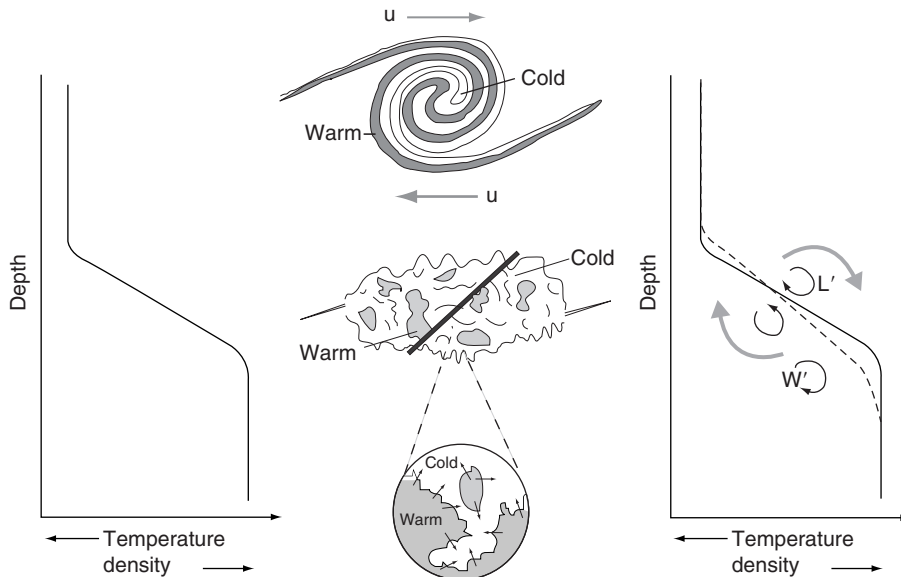 u
Cold
Warm
u
Depth
Cold
Warm
Cold
Warm
Temperature
density
Depth
L′
W′
Temperature
density